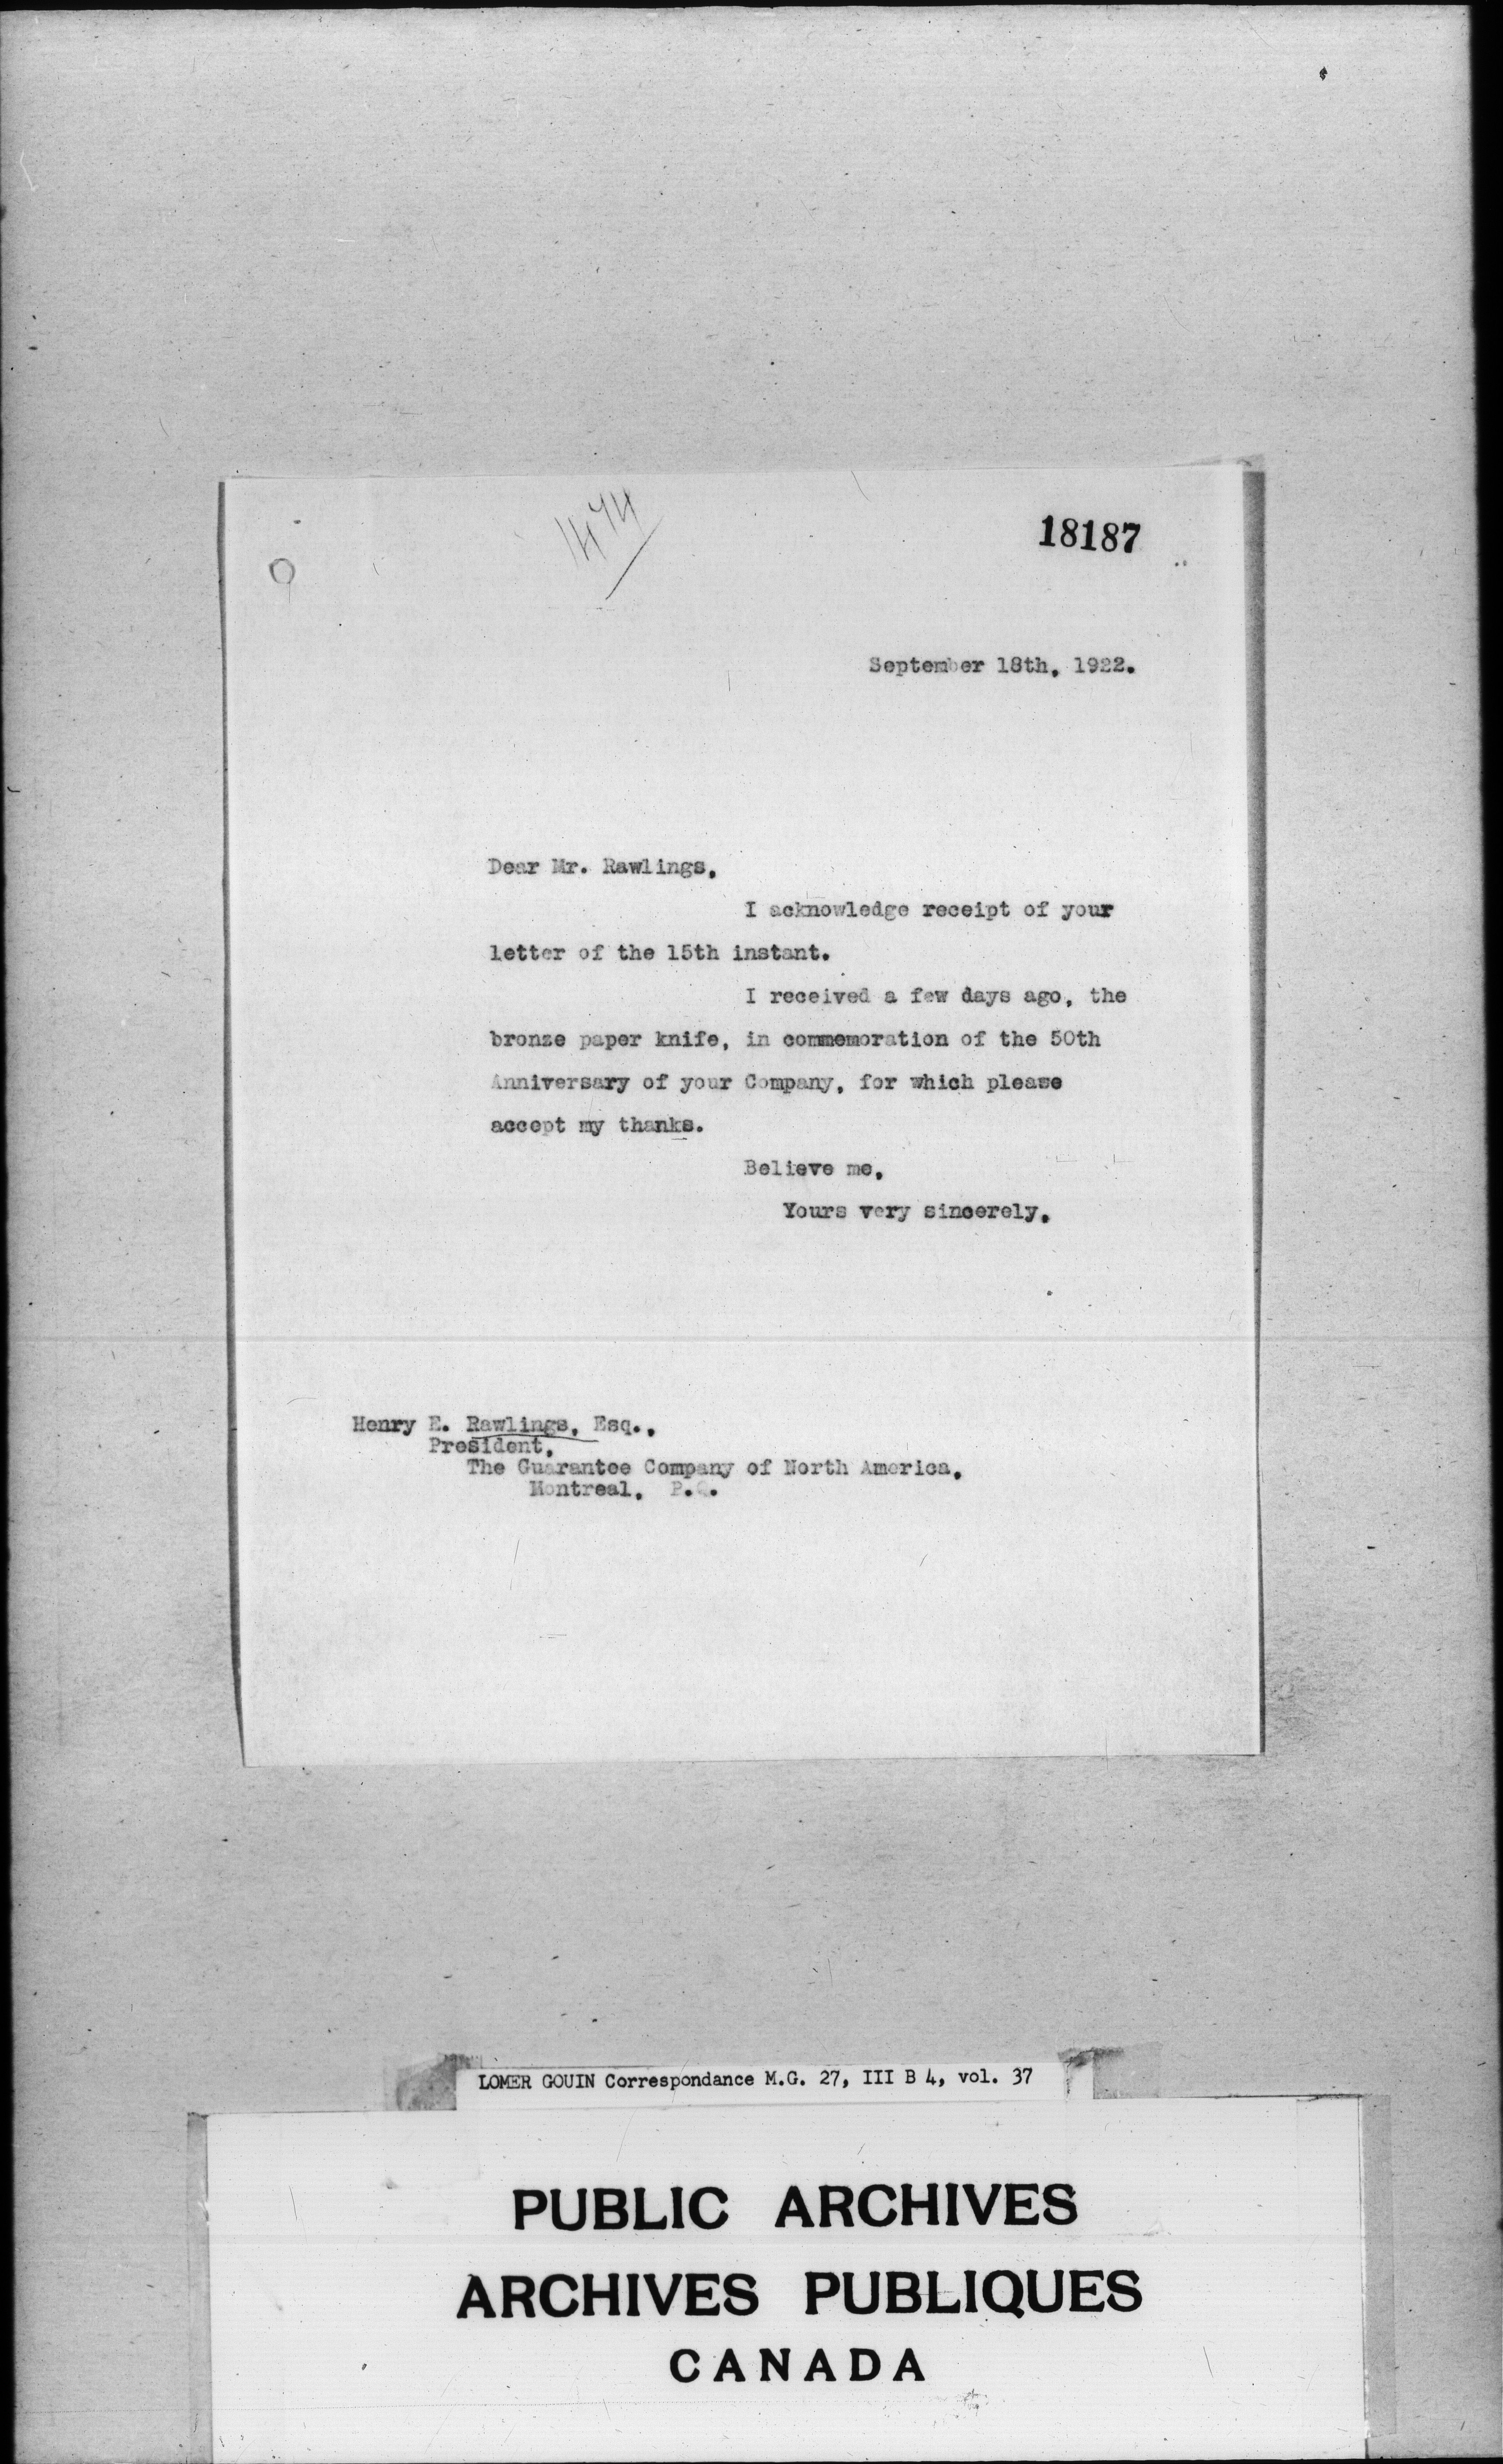 1474
18187
September 18th, 1922.
Dear Mr. Rawlings,
I acknowledge receipt of your
letter of the 15th instant.
I received a few days ago, the
bronze paper knife, in commemoration of the 50th
Anniversary of your Company, for which please
accept my thanks.
Believe me,
Yours very sincerely,
Henry E. Rawlings, Esq.,
President,
The Guarantee Company of North America,
Montreal, P.Q.
LOMER GOUIN Correspondance M.G. 27, III B 4, vol. 37
PUBLIC ARCHIVES
ARCHIVES PUBLIQUES
CANADA